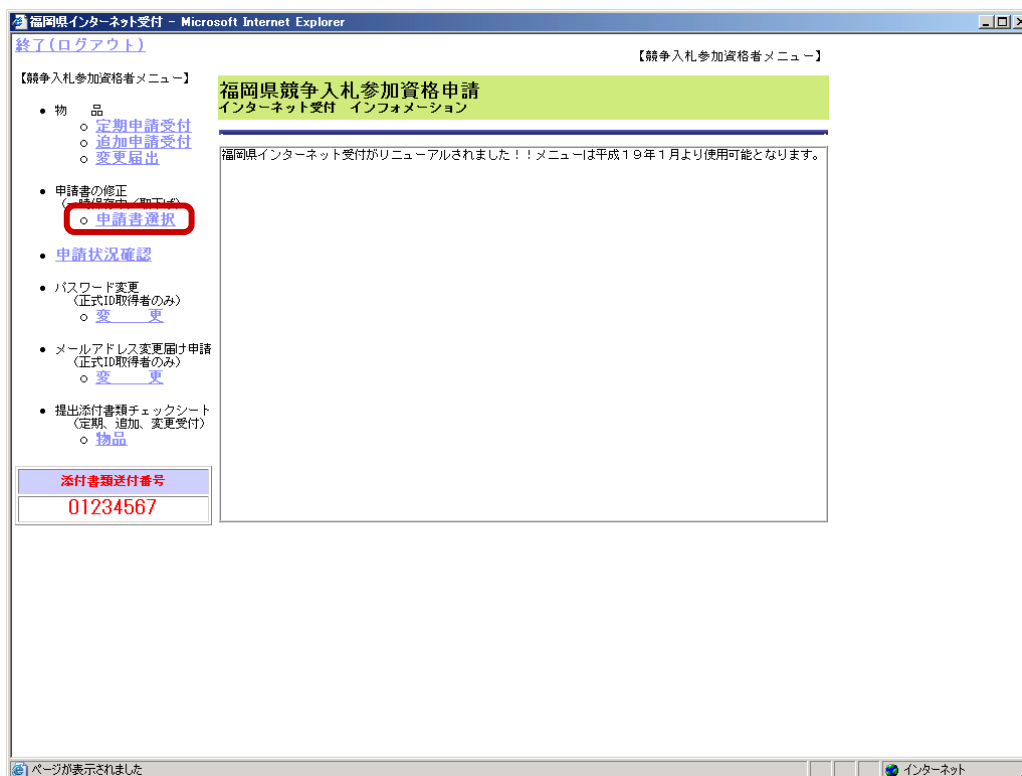 福岡県インターネット受付 - Microsoft Internet Explorer
終了(ログアウト)
【競争入札参加資格者メニュー】
【競争入札参加資格者メニュー】
福岡県競争入札参加資格申請
インターネット受付 インフォメーション
福岡県インターネット受付がリニューアルされました!!メニューは平成19年1月より使用可能となります。
物 品
定期申請受付
追加申請受付
変更届出
申請書の修正
(一時保存中/取下げ)
申請書選択
申請状況確認
パスワード変更
(正式ID取得者のみ)
変 更
メールアドレス変更届け申請
(正式ID取得者のみ)
変 更
提出添付書類チェックシート
(定期、追加、変更受付)
物品
添付書類送付番号
01234567
ページが表示されました
インターネット